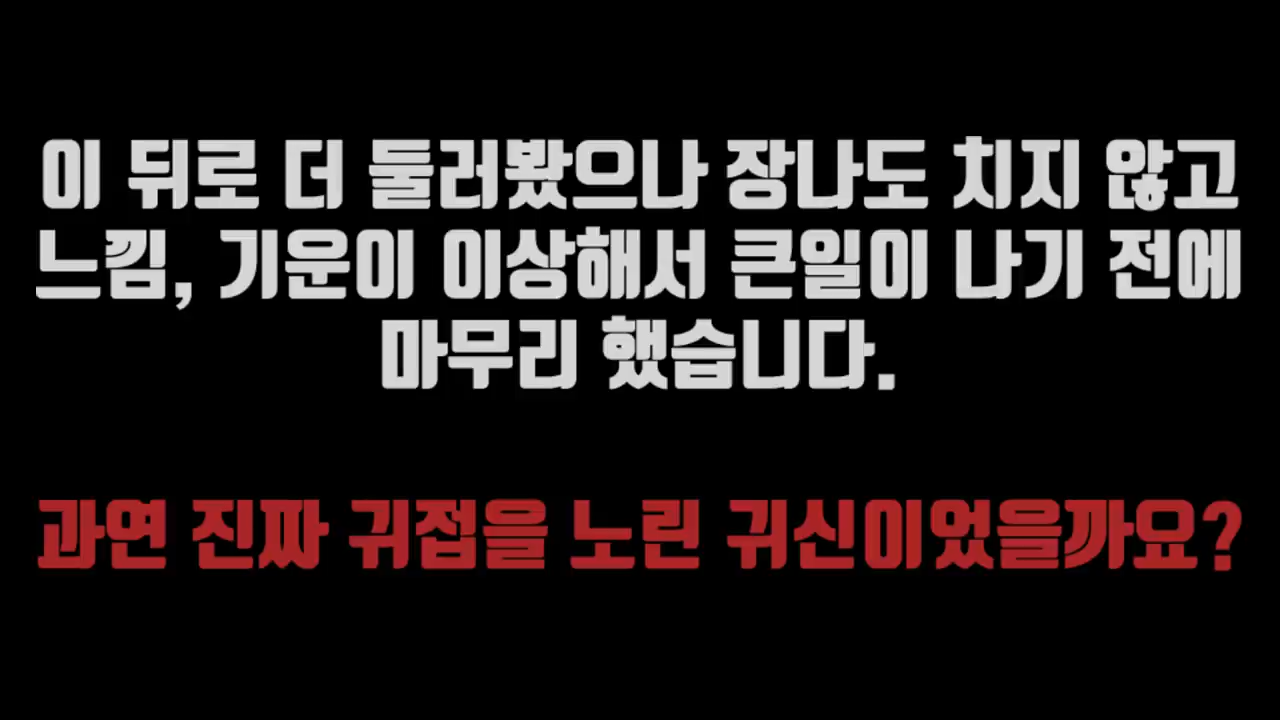 이 뒤로 더 둘러봤으나 장나도 치지 않고
느낌, 기운이 이상해서 큰일이 나기 전에
마무리 했습니다.
과연 진짜 귀접을 노린 귀신이었을까요?